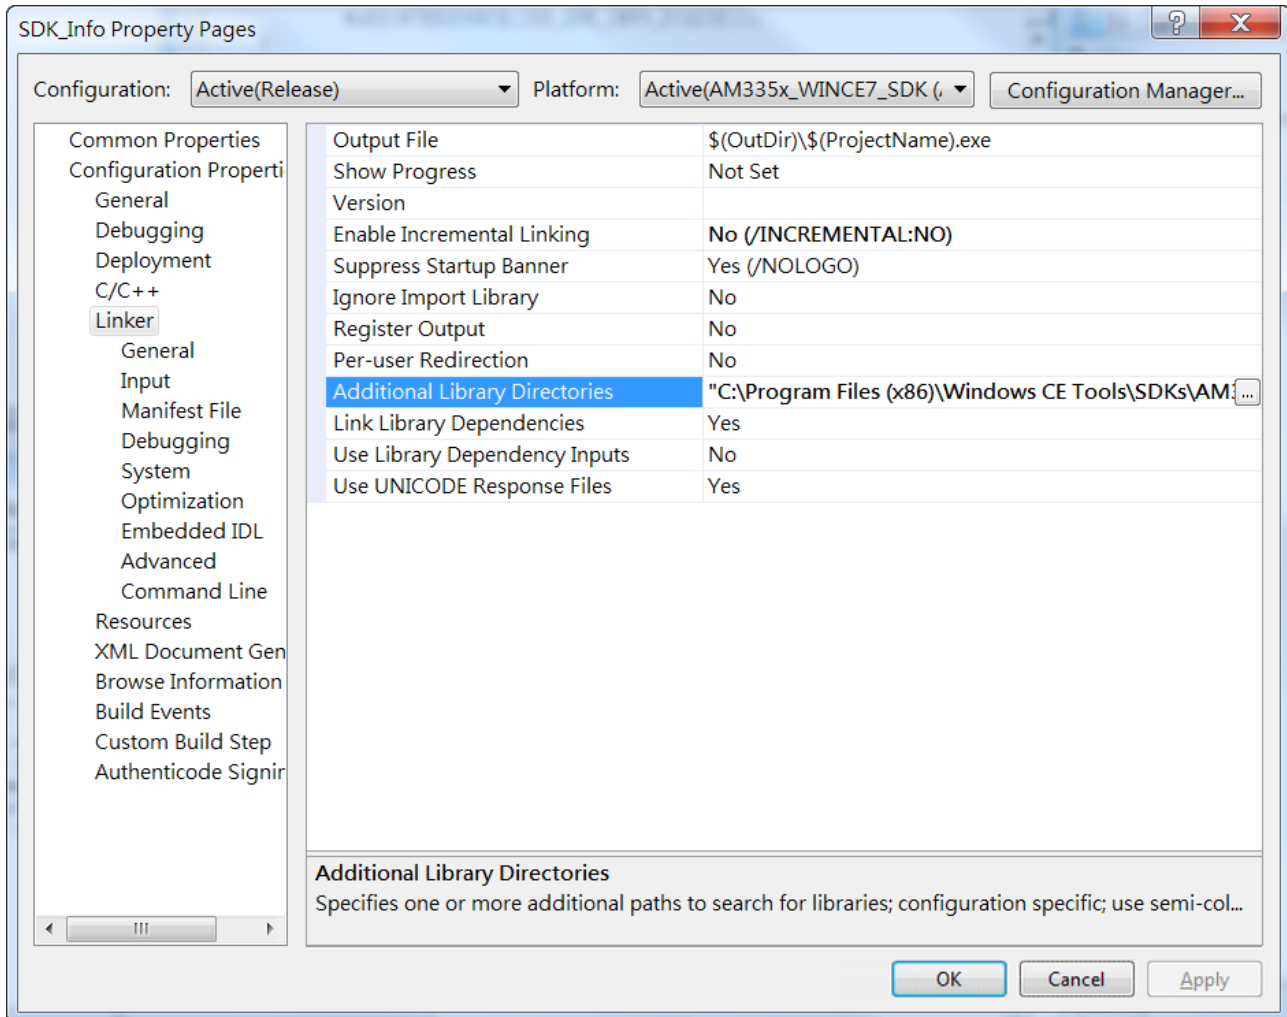 SDK_Info Property Pages
Configuration: Active(Release) Platform: Active(AM335x_WINCE7_SDK (, Configuration Manager...
Common Properties
Configuration Properti
General
Debugging
Deployment
C/C++
Linker
General
Input
Manifest File
Debugging
System
Optimization
Embedded IDL
Advanced
Command Line
Resources
XML Document Gen
Browse Information
Build Events
Custom Build Step
Authenticode Signin
Output File $(OutDir)\$(ProjectName).exe
Show Progress Not Set
Version
Enable Incremental Linking No (/INCREMENTAL:NO)
Suppress Startup Banner Yes (/NOLOGO)
Ignore Import Library No
Register Output No
Per-user Redirection No
Additional Library Directories "C:\Program Files (x86)\Windows CE Tools\SDKs\AM3 ...
Link Library Dependencies Yes
Use Library Dependency Inputs No
Use UNICODE Response Files Yes
Additional Library Directories
Specifies one or more additional paths to search for libraries; configuration specific; use semi-col...
OK Cancel Apply